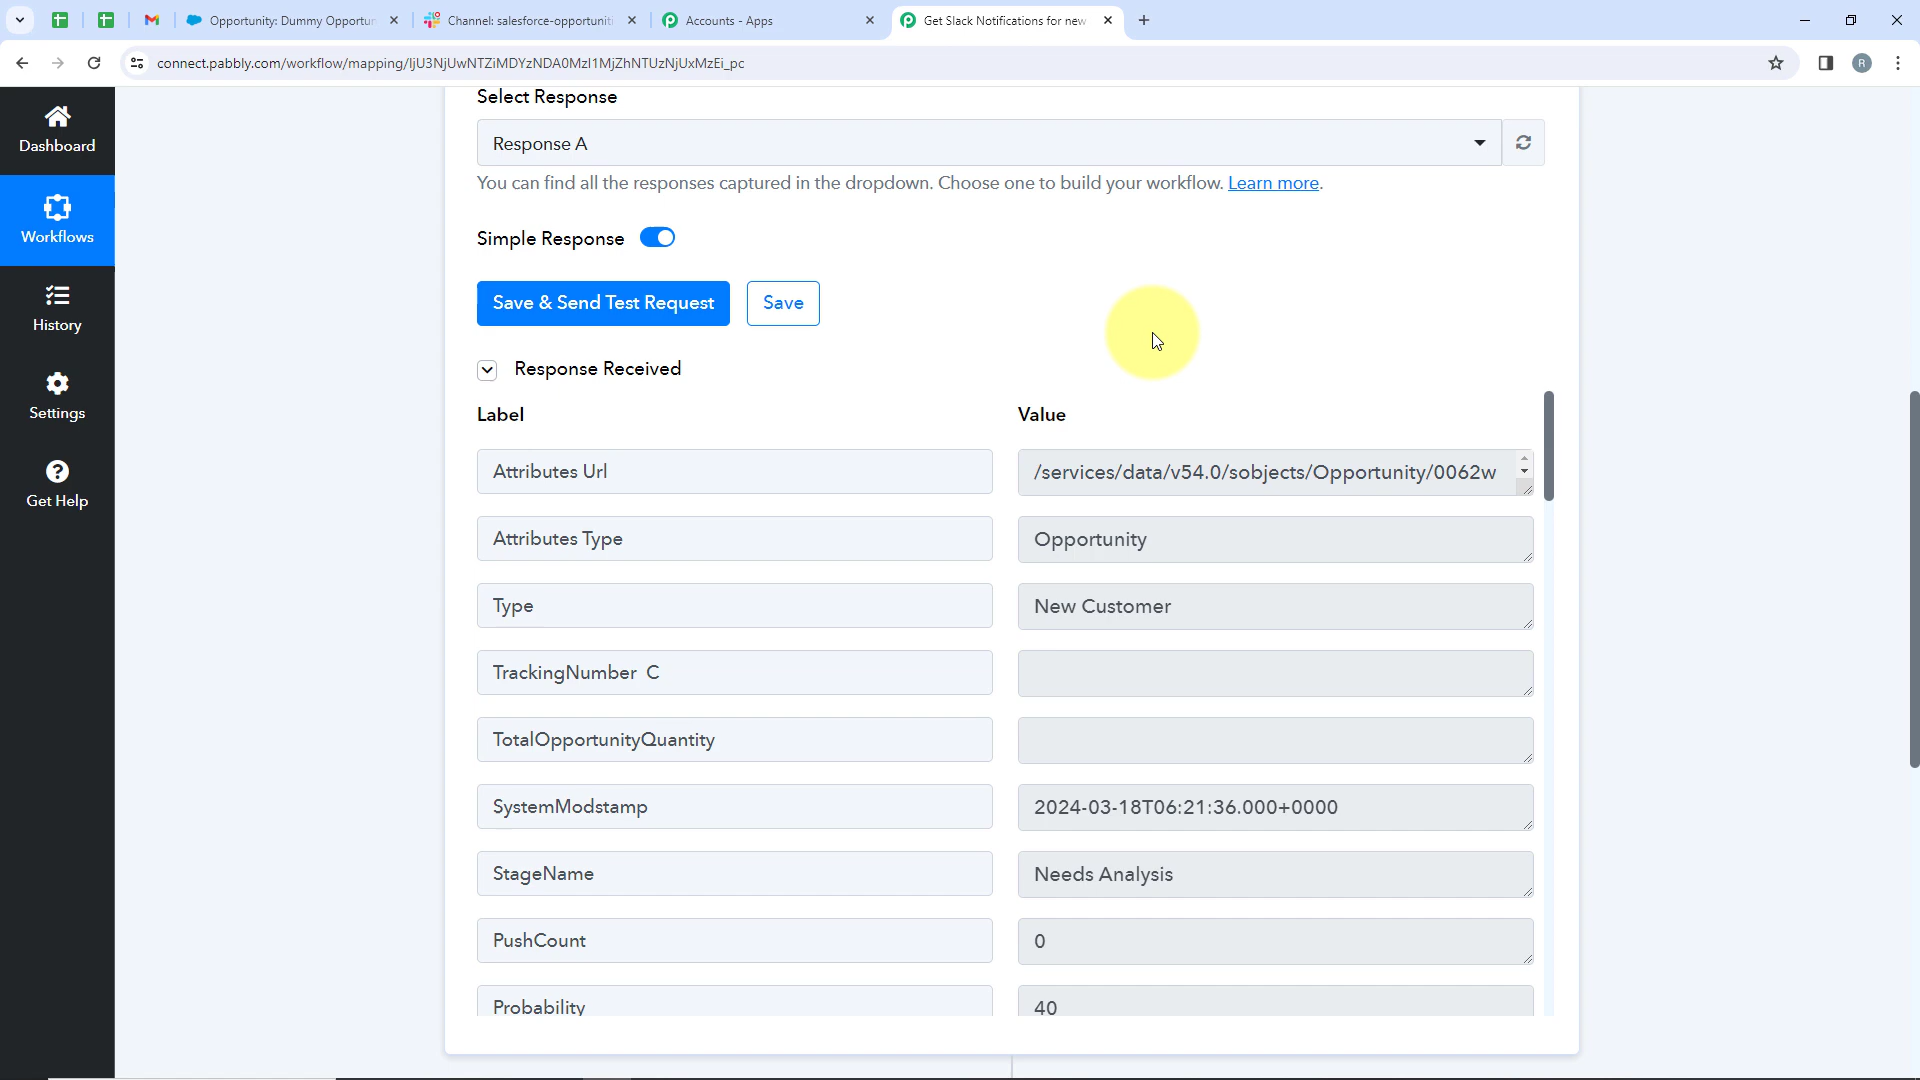 Opportunity: Dummy Opportun
Channel: salesforce-opportuniti
Accounts - Apps
Get Slack Notifications for new
connect.pabbly.com/workflow/mapping/IjU3NjUwNTZiMDYzNDA0MzI1MjZhNTUzNjUxMzEi_pc
R
Dashboard
Workflows
History
Settings
Get Help
Select Response
Response A
You can find all the responses captured in the dropdown. Choose one to build your workflow. Learn more.
Simple Response
Save & Send Test Request
Save
Response Received
Label
Value
Attributes Url
/services/data/v54.0/sobjects/Opportunity/0062w
Attributes Type
Opportunity
Type
New Customer
TrackingNumber C
TotalOpportunityQuantity
SystemModstamp
2024-03-18T06:21:36.000+0000
StageName
Needs Analysis
PushCount
0
Probability
40